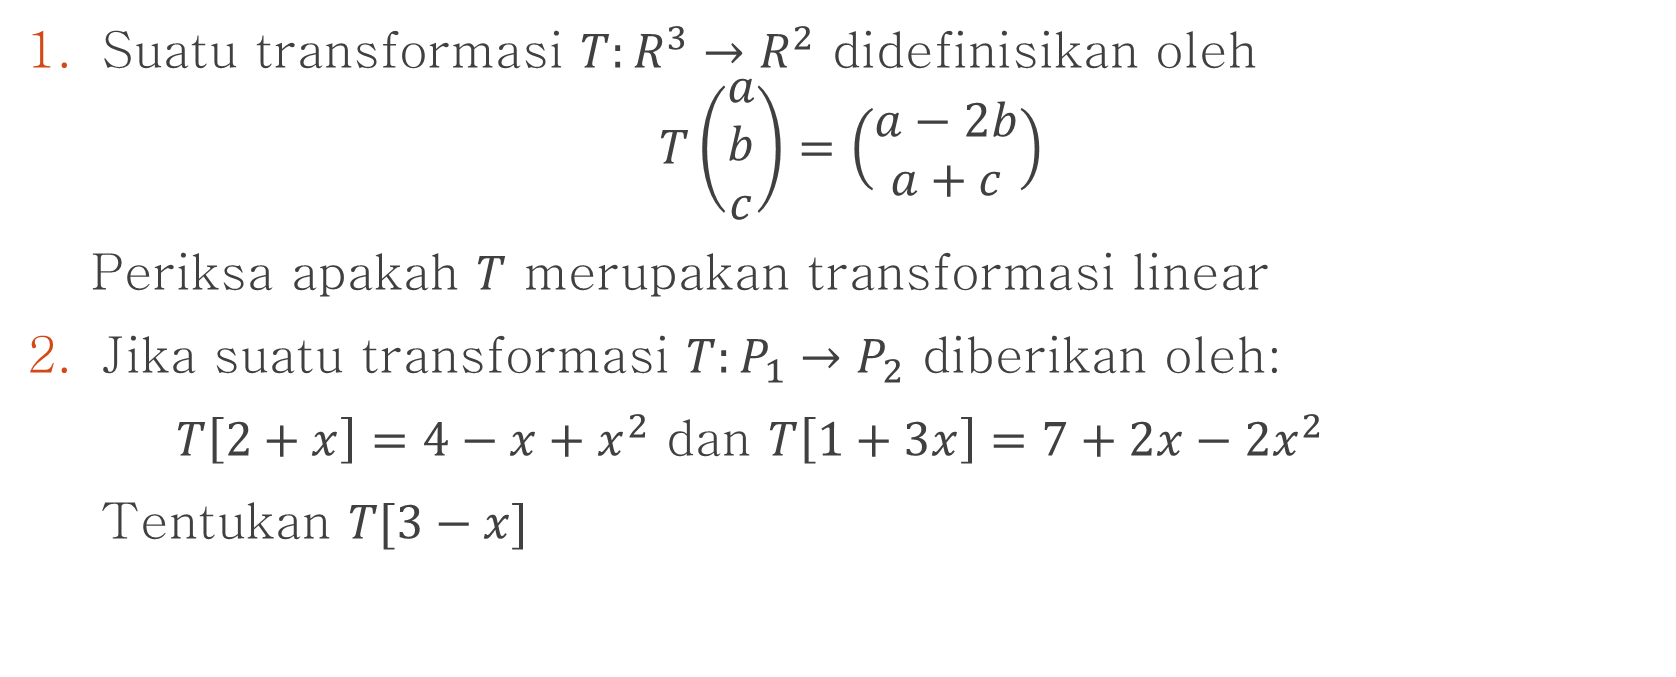 1. Suatu transformasi T: R³ → R² didefinisikan oleh
T(a b c) = (a − 2b a + c)
Periksa apakah T merupakan transformasi linear
2. Jika suatu transformasi T: P₁ → P₂ diberikan oleh:
T[2 + x] = 4 − x + x² dan T[1 + 3x] = 7 + 2x − 2x²
Tentukan T[3 − x]